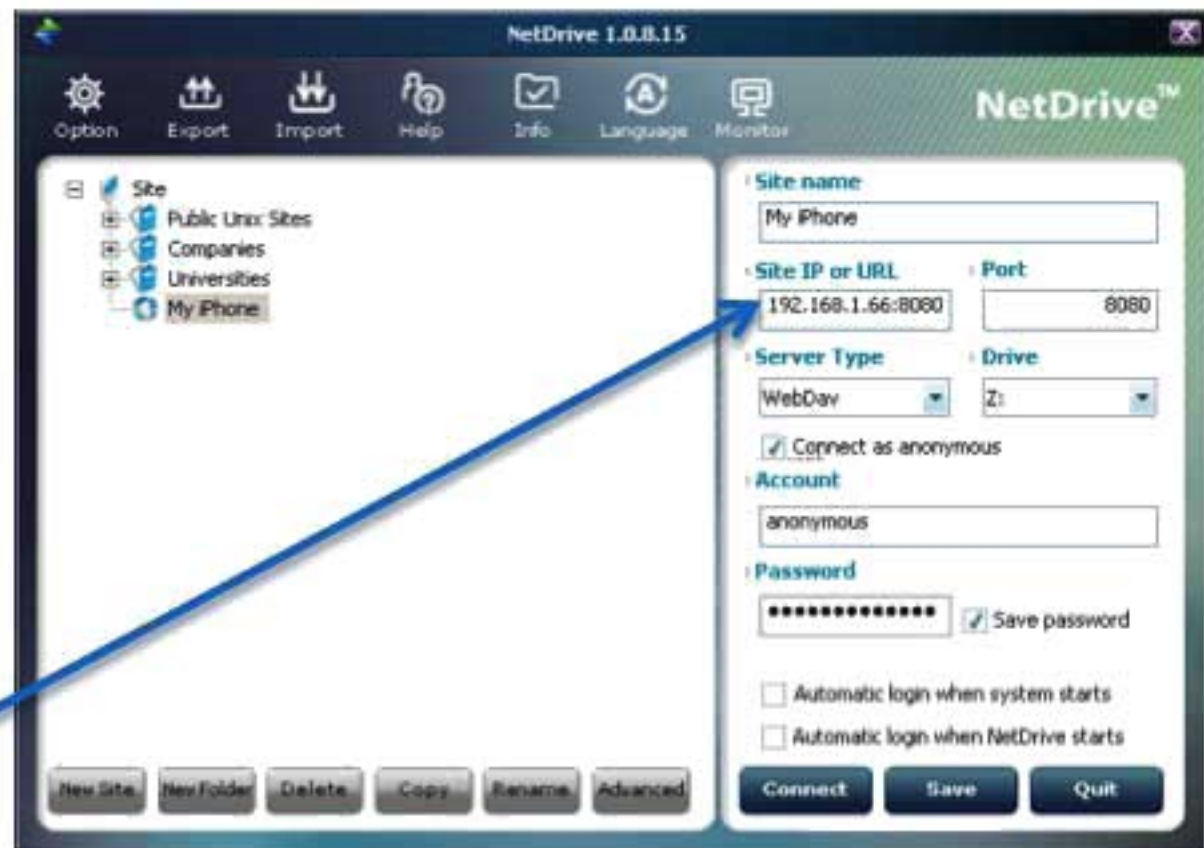 NetDrive 1.0.8.15
Option Export Import Help Info Language Monitor
NetDrive™
Site
Public Unix Sites
Companies
Universities
My iPhone
New Site New Folder Delete Copy Rename Advanced
Site name
My iPhone
Site IP or URL Port
192.168.1.66:8080 8080
Server Type Drive
WebDav Z:
Connect as anonymous
Account
anonymous
Password
•••••••••••••
Save password
Automatic login when system starts
Automatic login when NetDrive starts
Connect Save Quit